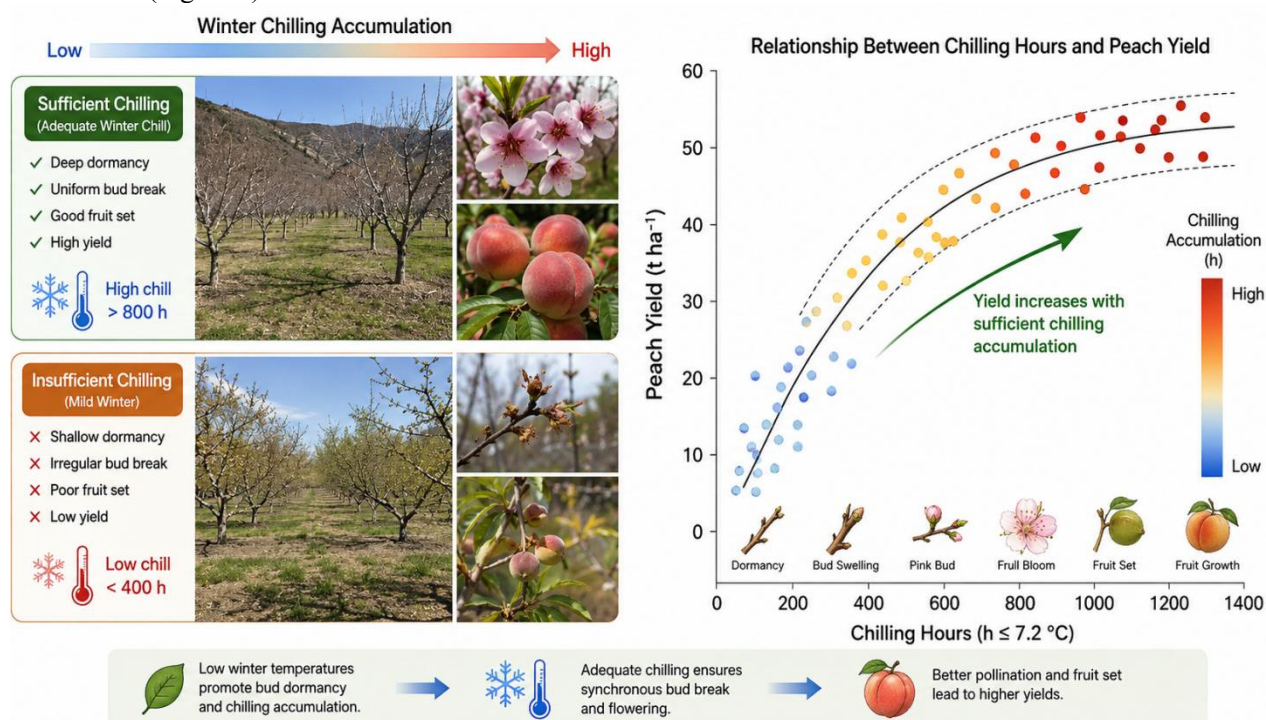 Winter Chilling Accumulation
Low
High
Sufficient Chilling
(Adequate Winter Chill)
✓ Deep dormancy
✓ Uniform bud break
✓ Good fruit set
✓ High yield
High chill
> 800 h
Insufficient Chilling
(Mild Winter)
✗ Shallow dormancy
✗ Irregular bud break
✗ Poor fruit set
✗ Low yield
Low chill
< 400 h
Relationship Between Chilling Hours and Peach Yield
Peach Yield (t ha⁻¹)
60
50
40
30
20
10
0
Yield increases with
sufficient chilling
accumulation
Chilling
Accumulation
(h)
High
Low
Dormancy
Bud Swelling
Pink Bud
Frull Bloom
Fruit Set
Fruit Growth
0
200
400
600
800
1000
1200
1400
Chilling Hours (h ≤ 7.2 °C)
Low winter temperatures
promote bud dormancy
and chilling accumulation.
Adequate chilling ensures
synchronous bud break
and flowering.
Better pollination and fruit set
lead to higher yields.